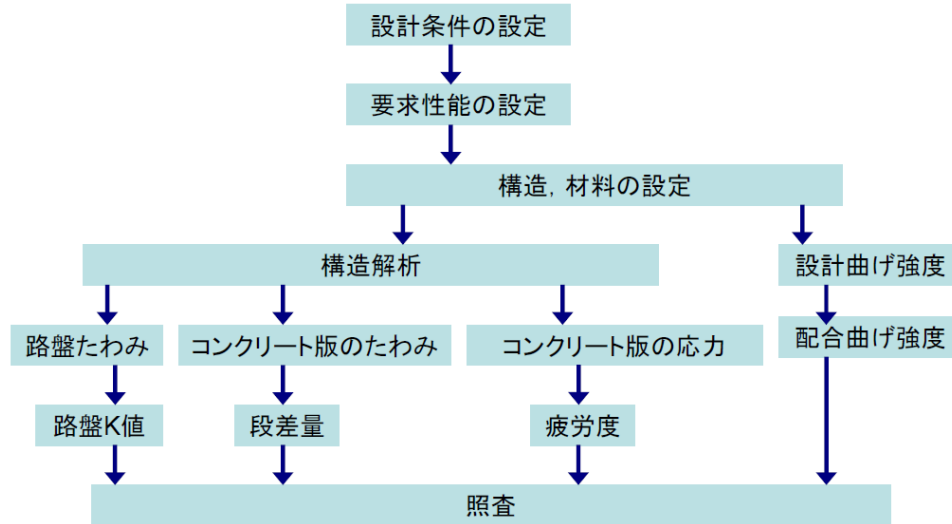 設計条件の設定
要求性能の設定
構造，材料の設定
構造解析
設計曲げ強度
路盤たわみ
コンクリート版のたわみ
コンクリート版の応力
配合曲げ強度
路盤K値
段差量
疲労度
照査